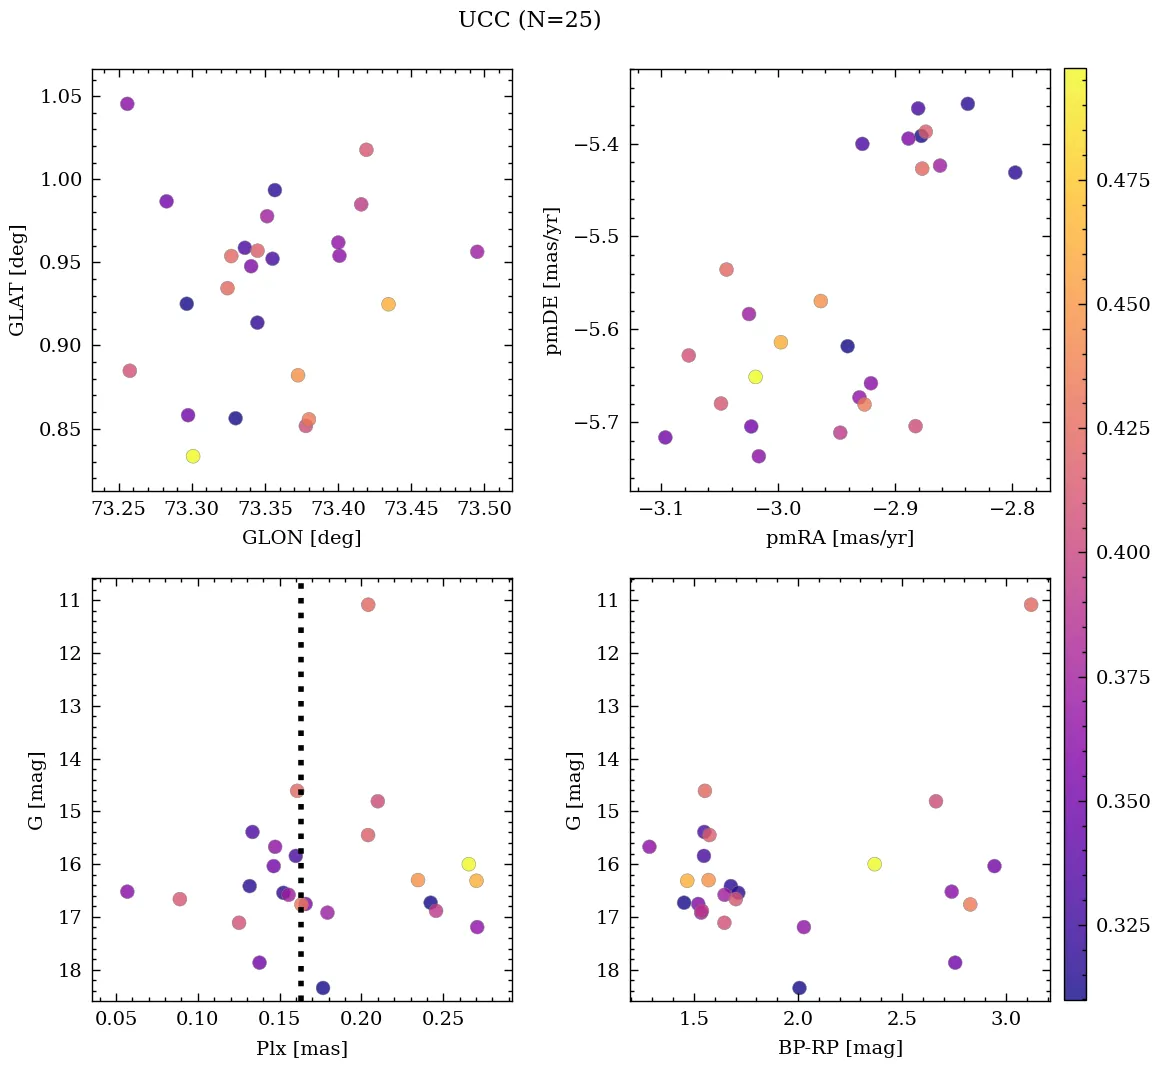 UCC (N=25)
1.05
1.00
0.95
0.90
0.85
GLAT [deg]
73.25 73.30 73.35 73.40 73.45 73.50
GLON [deg]
−5.4
−5.5
−5.6
−5.7
pmDE [mas/yr]
−3.1 −3.0 −2.9 −2.8
pmRA [mas/yr]
11
12
13
14
15
16
17
18
G [mag]
0.05 0.10 0.15 0.20 0.25
Plx [mas]
11
12
13
14
15
16
17
18
G [mag]
1.5 2.0 2.5 3.0
BP-RP [mag]
0.475
0.450
0.425
0.400
0.375
0.350
0.325